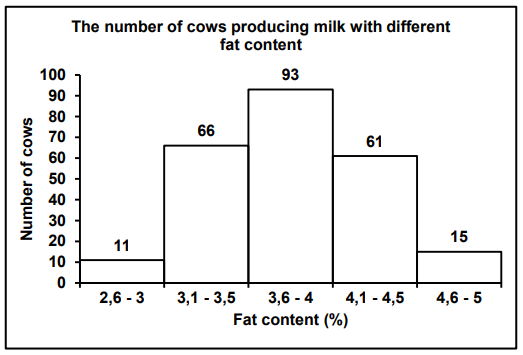 The number of cows producing milk with different
fat content
Number of cows
100
90
80
70
60
50
40
30
20
10
0
11
66
93
61
15
2,6 - 3
3,1 - 3,5
3,6 - 4
4,1 - 4,5
4,6 - 5
Fat content (%)